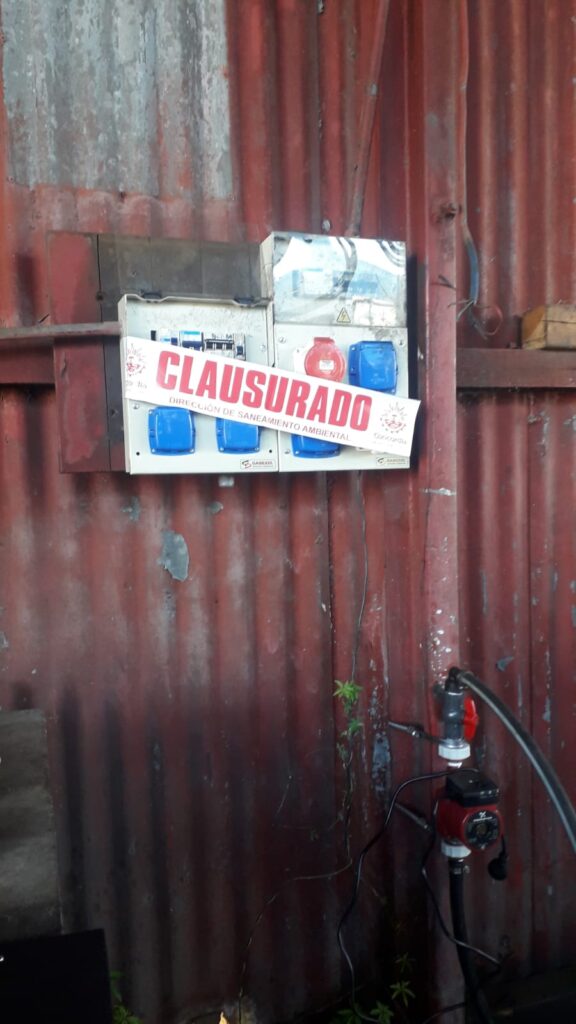 CLAUSURADO
DIRECCIÓN DE SANEAMIENTO AMBIENTAL